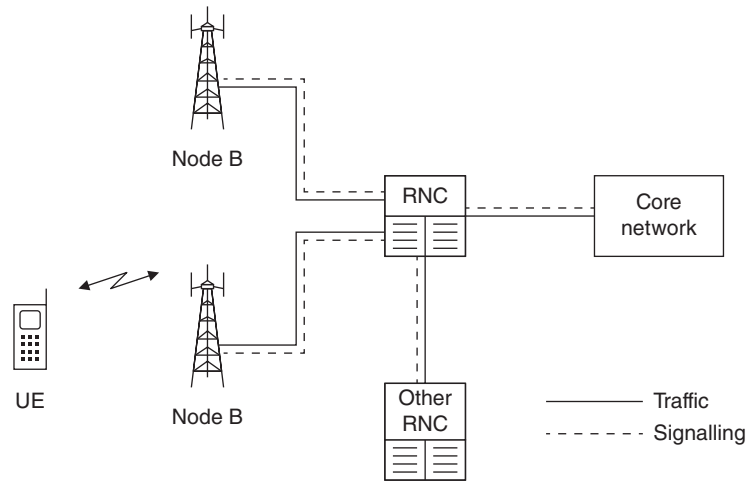 Node B
RNC
Core
network
UE
Node B
Other
RNC
Traffic
Signalling